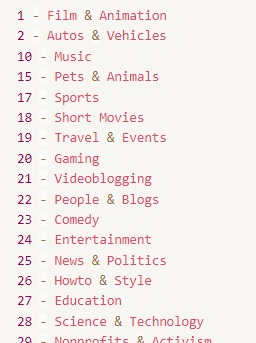 1 - Film & Animation
2 - Autos & Vehicles
10 - Music
15 - Pets & Animals
17 - Sports
18 - Short Movies
19 - Travel & Events
20 - Gaming
21 - Videoblogging
22 - People & Blogs
23 - Comedy
24 - Entertainment
25 - News & Politics
26 - Howto & Style
27 - Education
28 - Science & Technology
29 - Nonprofits & Activism